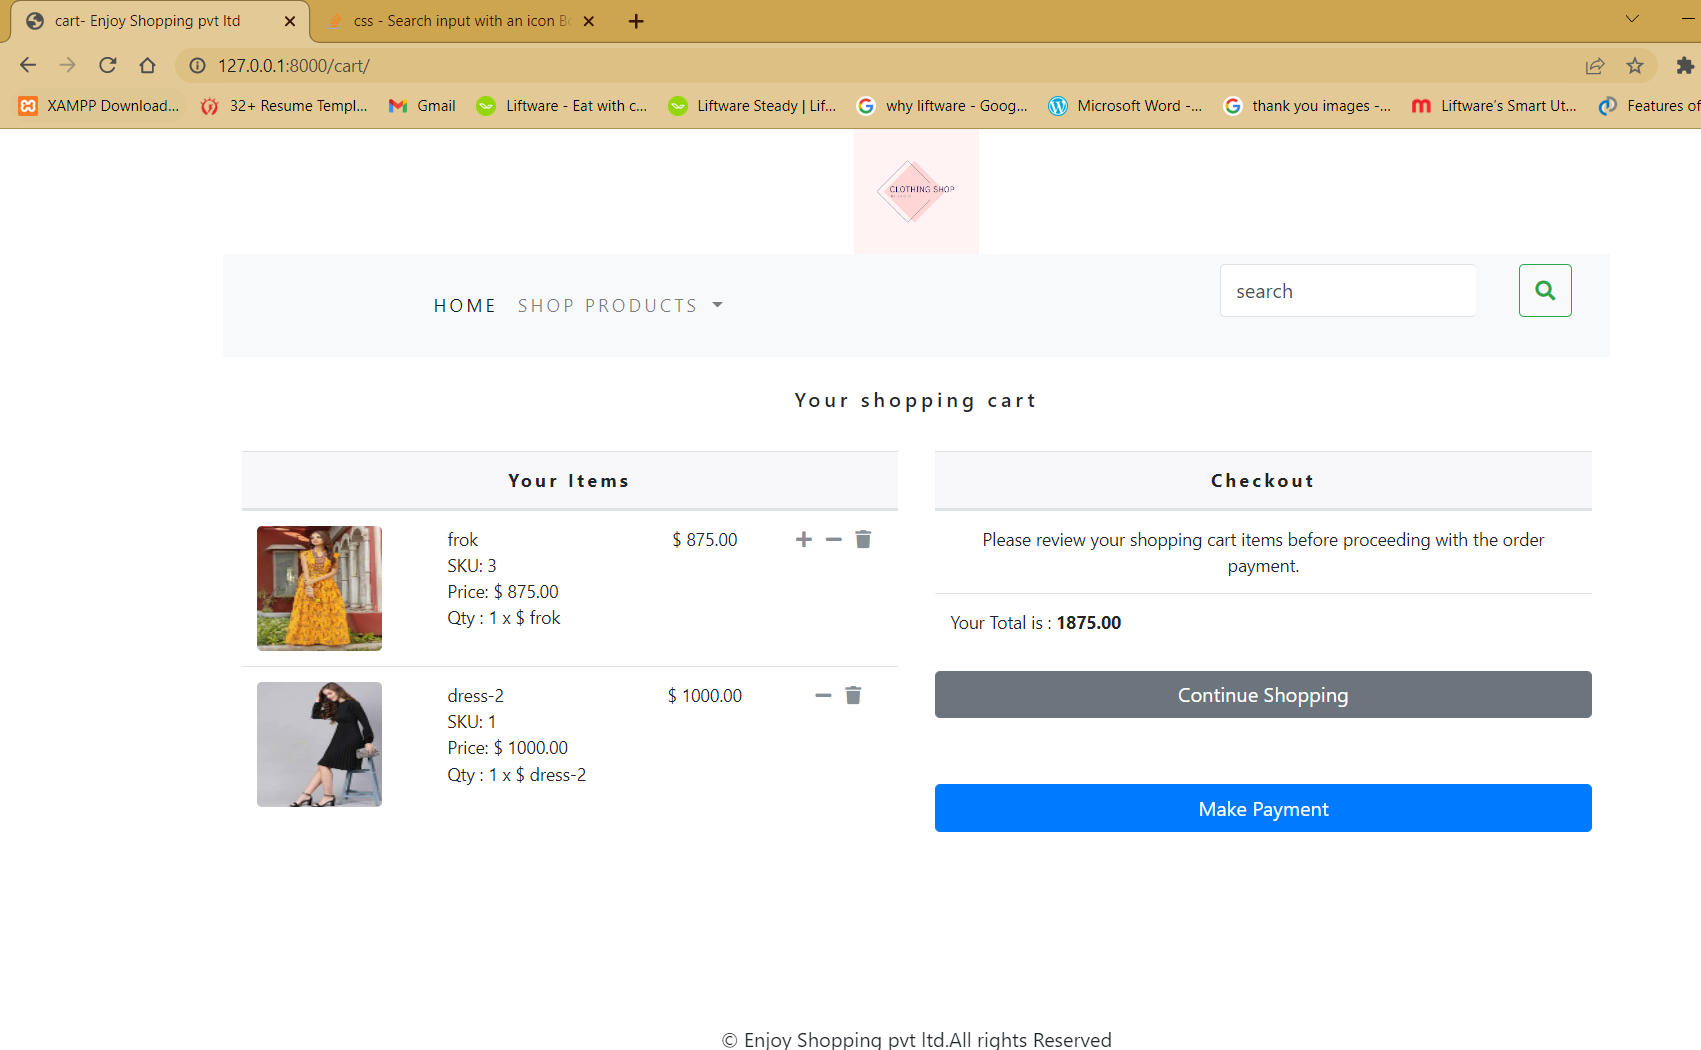 cart- Enjoy Shopping pvt ltd
css - Search input with an icon Bo
127.0.0.1:8000/cart/
XAMPP Download...
32+ Resume Templ...
Gmail
Liftware - Eat with c...
Liftware Steady | Lif...
why liftware - Goog...
Microsoft Word -...
thank you images -...
Liftware's Smart Ut...
Features of
CLOTHING SHOP
HOME
SHOP PRODUCTS
search
Your shopping cart
Your Items
frok
$ 875.00
SKU: 3
Price: $ 875.00
Qty : 1 x $ frok
dress-2
$ 1000.00
SKU: 1
Price: $ 1000.00
Qty : 1 x $ dress-2
Checkout
Please review your shopping cart items before proceeding with the order
payment.
Your Total is : 1875.00
Continue Shopping
Make Payment
© Enjoy Shopping pvt ltd.All rights Reserved